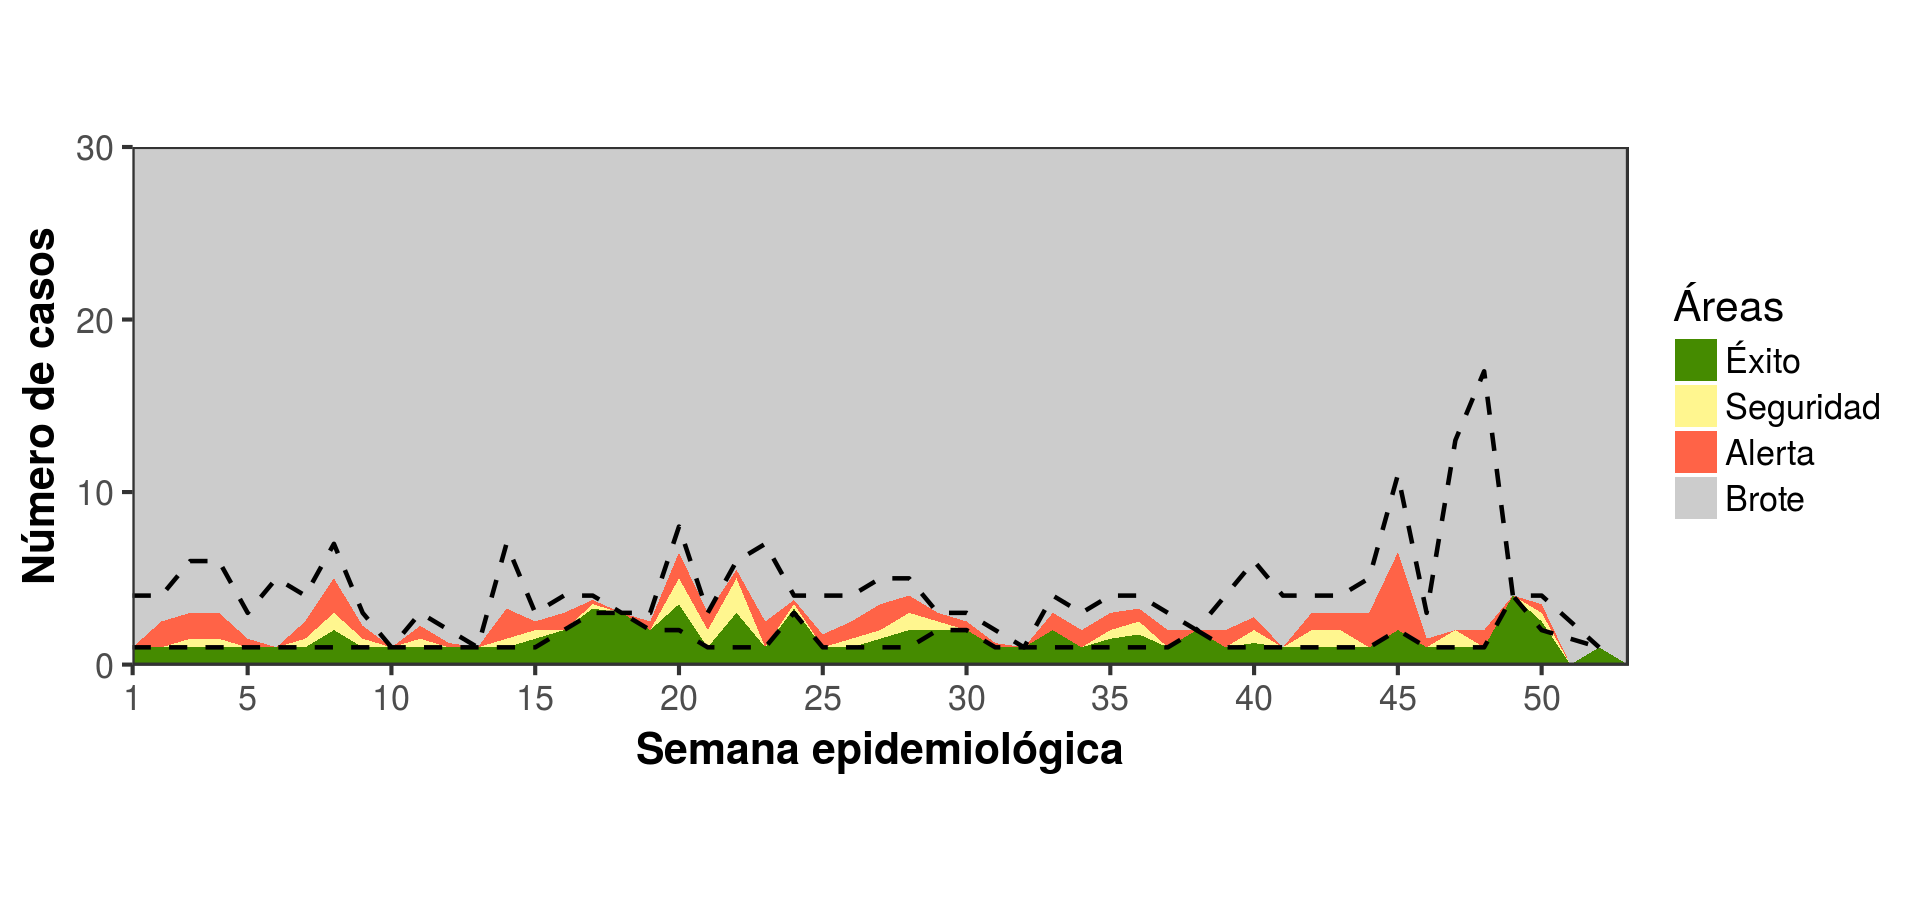 Número de casos
30
20
10
0
1 5 10 15 20 25 30 35 40 45 50
Semana epidemiológica
Áreas
Éxito
Seguridad
Alerta
Brote